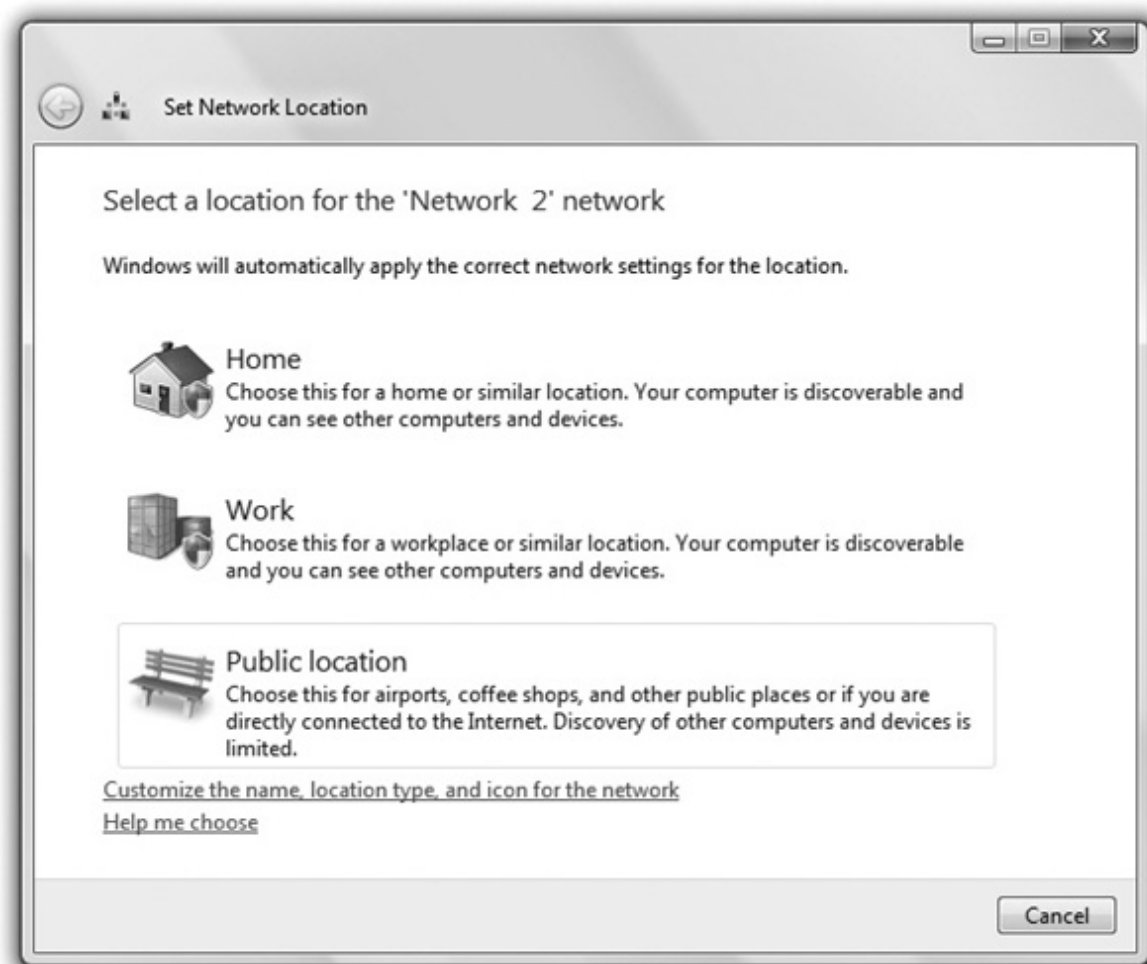 Set Network Location
Select a location for the 'Network  2' network
Windows will automatically apply the correct network settings for the location.
Home
Choose this for a home or similar location. Your computer is discoverable and
you can see other computers and devices.
Work
Choose this for a workplace or similar location. Your computer is discoverable
and you can see other computers and devices.
Public location
Choose this for airports, coffee shops, and other public places or if you are
directly connected to the Internet. Discovery of other computers and devices is
limited.
Customize the name, location type, and icon for the network
Help me choose
Cancel